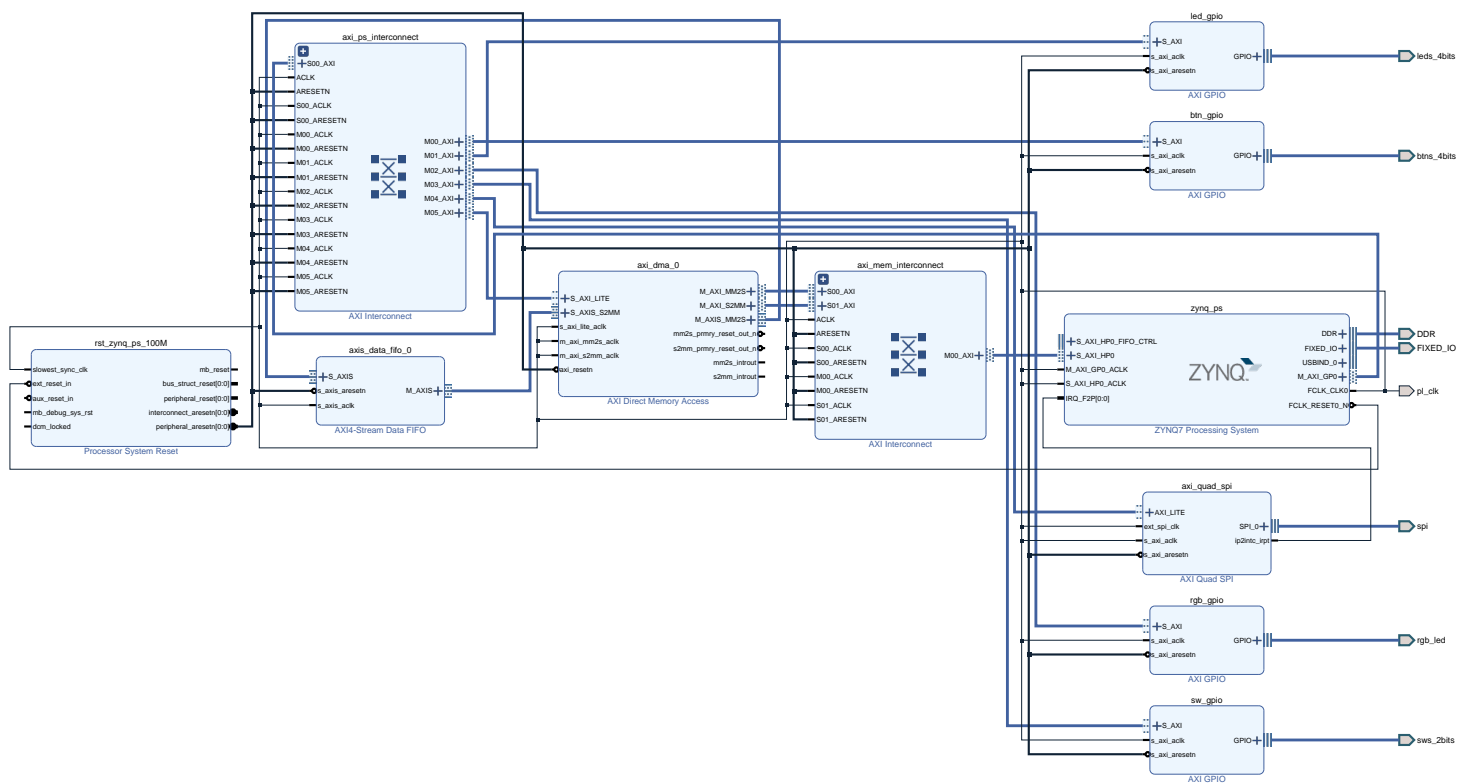 axi_ps_interconnect
S00_AXI
ACLK
ARESETN
S00_ACLK
S00_ARESETN
M00_ACLK
M00_ARESETN
M01_ACLK
M01_ARESETN
M02_ACLK
M02_ARESETN
M03_ACLK
M03_ARESETN
M04_ACLK
M04_ARESETN
M05_ACLK
M05_ARESETN
M00_AXI
M01_AXI
M02_AXI
M03_AXI
M04_AXI
M05_AXI
AXI Interconnect
led_gpio
S_AXI
s_axi_aclk
s_axi_aresetn
GPIO
AXI GPIO
leds_4bits
btn_gpio
S_AXI
s_axi_aclk
s_axi_aresetn
GPIO
AXI GPIO
btns_4bits
rst_zynq_ps_100M
slowest_sync_clk
ext_reset_in
aux_reset_in
mb_debug_sys_rst
dcm_locked
mb_reset
bus_struct_reset[0:0]
peripheral_reset[0:0]
interconnect_aresetn[0:0]
peripheral_aresetn[0:0]
Processor System Reset
axis_data_fifo_0
S_AXIS
s_axis_aresetn
s_axis_aclk
M_AXIS
AXI4-Stream Data FIFO
axi_dma_0
S_AXI_LITE
S_AXIS_S2MM
s_axi_lite_aclk
m_axi_mm2s_aclk
m_axi_s2mm_aclk
axi_resetn
M_AXI_MM2S
M_AXI_S2MM
M_AXIS_MM2S
mm2s_prmry_reset_out_n
s2mm_prmry_reset_out_n
mm2s_introut
s2mm_introut
AXI Direct Memory Access
axi_mem_interconnect
S00_AXI
S01_AXI
ACLK
ARESETN
S00_ACLK
S00_ARESETN
M00_ACLK
M00_ARESETN
S01_ACLK
S01_ARESETN
M00_AXI
AXI Interconnect
zynq_ps
S_AXI_HP0_FIFO_CTRL
S_AXI_HP0
M_AXI_GP0_ACLK
S_AXI_HP0_ACLK
IRQ_F2P[0:0]
ZYNQ
DDR
FIXED_IO
USBIND_0
M_AXI_GP0
FCLK_CLK0
FCLK_RESET0_N
ZYNQ7 Processing System
DDR
FIXED_IO
pl_clk
axi_quad_spi
AXI_LITE
ext_spi_clk
s_axi_aclk
s_axi_aresetn
SPI_0
ip2intc_irpt
AXI Quad SPI
spi
rgb_gpio
S_AXI
s_axi_aclk
s_axi_aresetn
GPIO
AXI GPIO
rgb_led
sw_gpio
S_AXI
s_axi_aclk
s_axi_aresetn
GPIO
AXI GPIO
sws_2bits